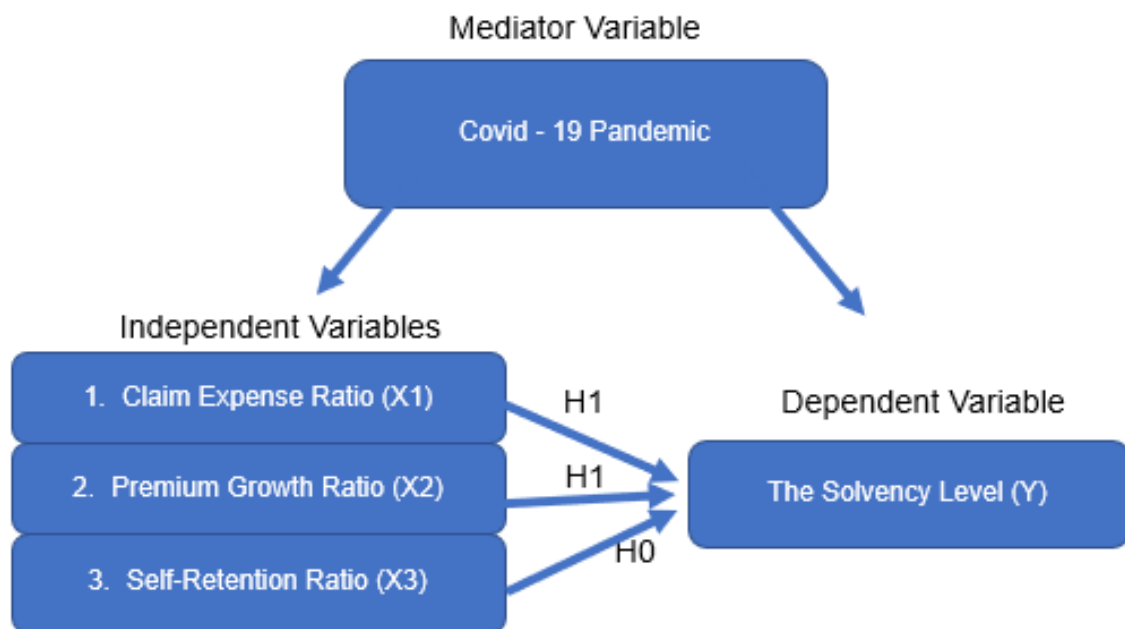 Mediator Variable
Covid - 19 Pandemic
Independent Variables
1. Claim Expense Ratio (X1)
2. Premium Growth Ratio (X2)
3. Self-Retention Ratio (X3)
H1
H1
H0
Dependent Variable
The Solvency Level (Y)